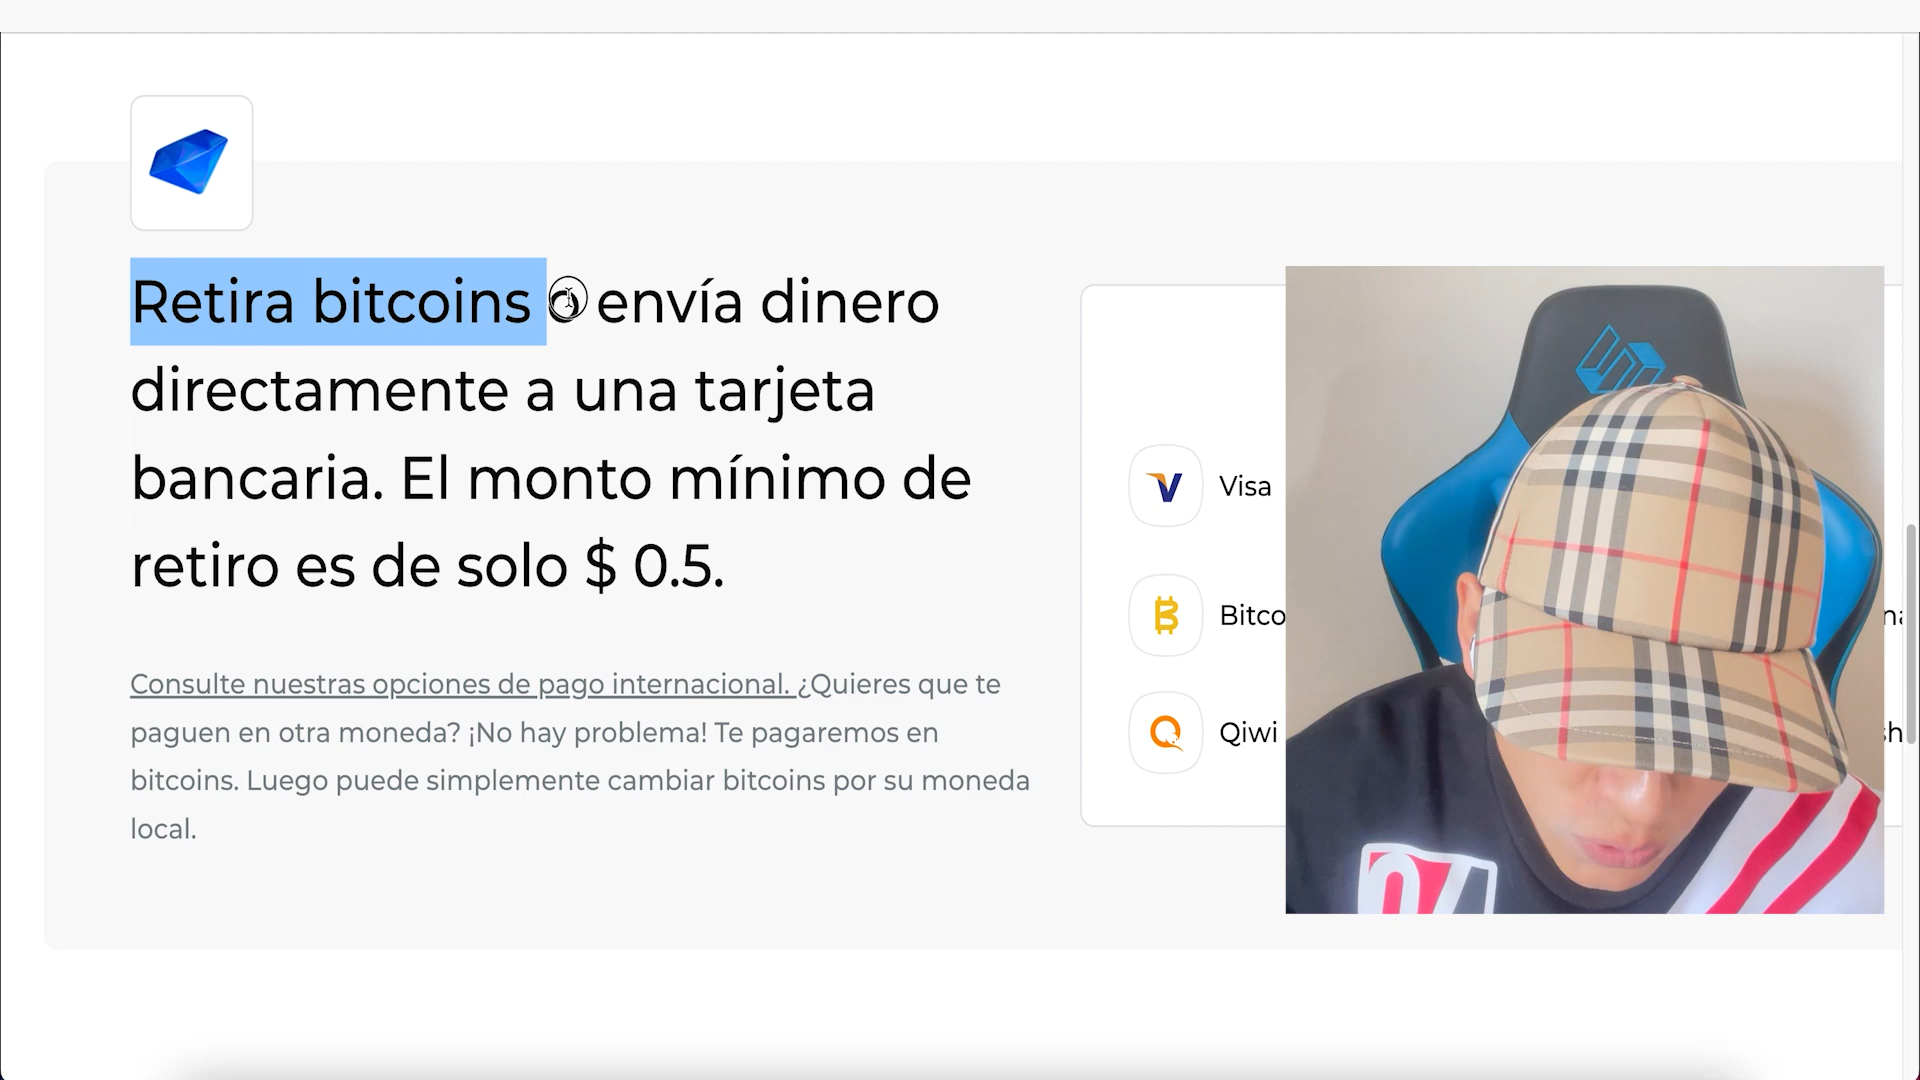 Retira bitcoins o envía dinero
directamente a una tarjeta
bancaria. El monto mínimo de
retiro es de solo $ 0.5.
Consulte nuestras opciones de pago internacional. ¿Quieres que te
paguen en otra moneda? ¡No hay problema! Te pagaremos en
bitcoins. Luego puede simplemente cambiar bitcoins por su moneda
local.
Visa
Bitco
Qiwi